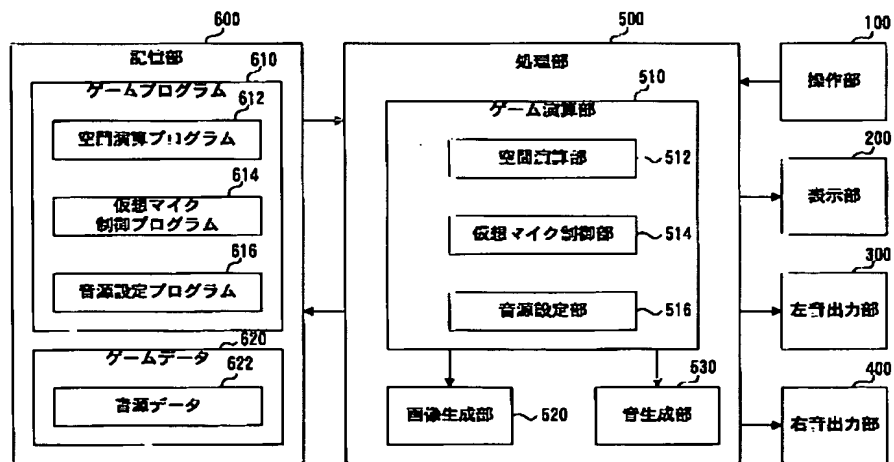 600
記憶部
610
ゲームプログラム
612
空間演算プログラム
614
仮想マイク
制御プログラム
616
音源設定プログラム
620
ゲームデータ
622
音源データ
500
処理部
510
ゲーム演算部
空間演算部
512
仮想マイク制御部
514
音源設定部
516
画像生成部
520
530
音生成部
100
操作部
200
表示部
300
左音出力部
400
右音出力部